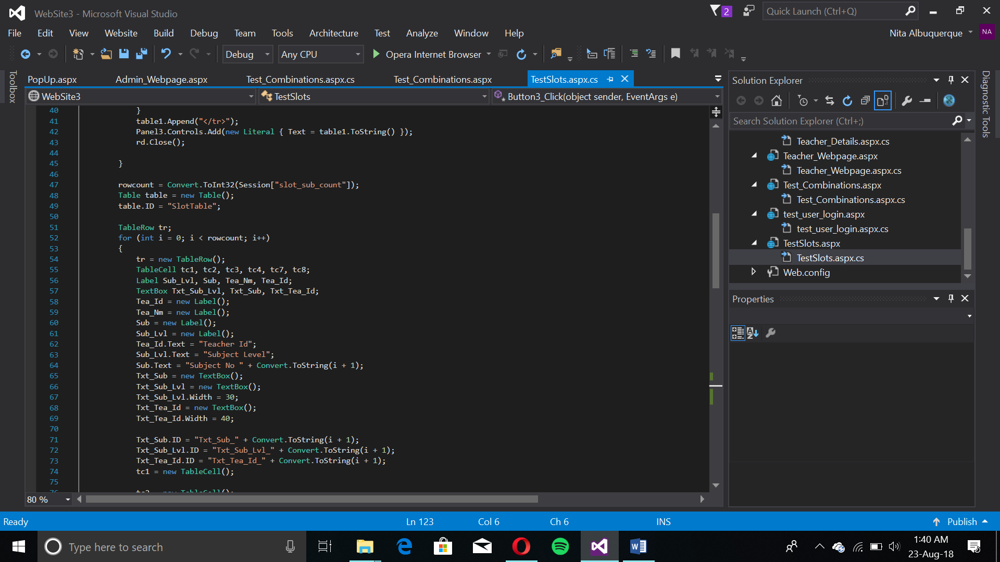 WebSite3 - Microsoft Visual Studio
2
Quick Launch (Ctrl+Q)
File Edit View Website Build Debug Team Tools Architecture Test Analyze Window Help
Nita Albuquerque NA
Debug Any CPU Opera Internet Browser
Toolbox
PopUp.aspx Admin_Webpage.aspx Test_Combinations.aspx.cs Test_Combinations.aspx TestSlots.aspx.cs
WebSite3 TestSlots Button3_Click(object sender, EventArgs e)
40 }
41 table1.Append("</tr>");
42 Panel3.Controls.Add(new Literal { Text = table1.ToString() });
43 rd.Close();
44
45 }
46
47 rowcount = Convert.ToInt32(Session["slot_sub_count"]);
48 Table table = new Table();
49 table.ID = "SlotTable";
50
51 TableRow tr;
52 for (int i = 0; i < rowcount; i++)
53 {
54 tr = new TableRow();
55 TableCell tc1, tc2, tc3, tc4, tc7, tc8;
56 Label Sub_Lvl, Sub, Tea_Nm, Tea_Id;
57 TextBox Txt_Sub_Lvl, Txt_Sub, Txt_Tea_Id;
58 Tea_Id = new Label();
59 Tea_Nm = new Label();
60 Sub = new Label();
61 Sub_Lvl = new Label();
62 Tea_Id.Text = "Teacher Id";
63 Sub_Lvl.Text = "Subject Level";
64 Sub.Text = "Subject No " + Convert.ToString(i + 1);
65 Txt_Sub = new TextBox();
66 Txt_Sub_Lvl = new TextBox();
67 Txt_Sub_Lvl.Width = 30;
68 Txt_Tea_Id = new TextBox();
69 Txt_Tea_Id.Width = 40;
70
71 Txt_Sub.ID = "Txt_Sub_" + Convert.ToString(i + 1);
72 Txt_Sub_Lvl.ID = "Txt_Sub_Lvl_" + Convert.ToString(i + 1);
73 Txt_Tea_Id.ID = "Txt_Tea_Id_" + Convert.ToString(i + 1);
74 tc1 = new TableCell();
75
76 tc2 = new TableCell();
80 %
Solution Explorer
Search Solution Explorer (Ctrl+;)
Teacher_Details.aspx.cs
Teacher_Webpage.aspx
Teacher_Webpage.aspx.cs
Test_Combinations.aspx
Test_Combinations.aspx.cs
test_user_login.aspx
test_user_login.aspx.cs
TestSlots.aspx
TestSlots.aspx.cs
Web.config
Properties
Diagnostic Tools
Ready Ln 123 Col 6 Ch 6 INS Publish
Type here to search
1:40 AM
23-Aug-18